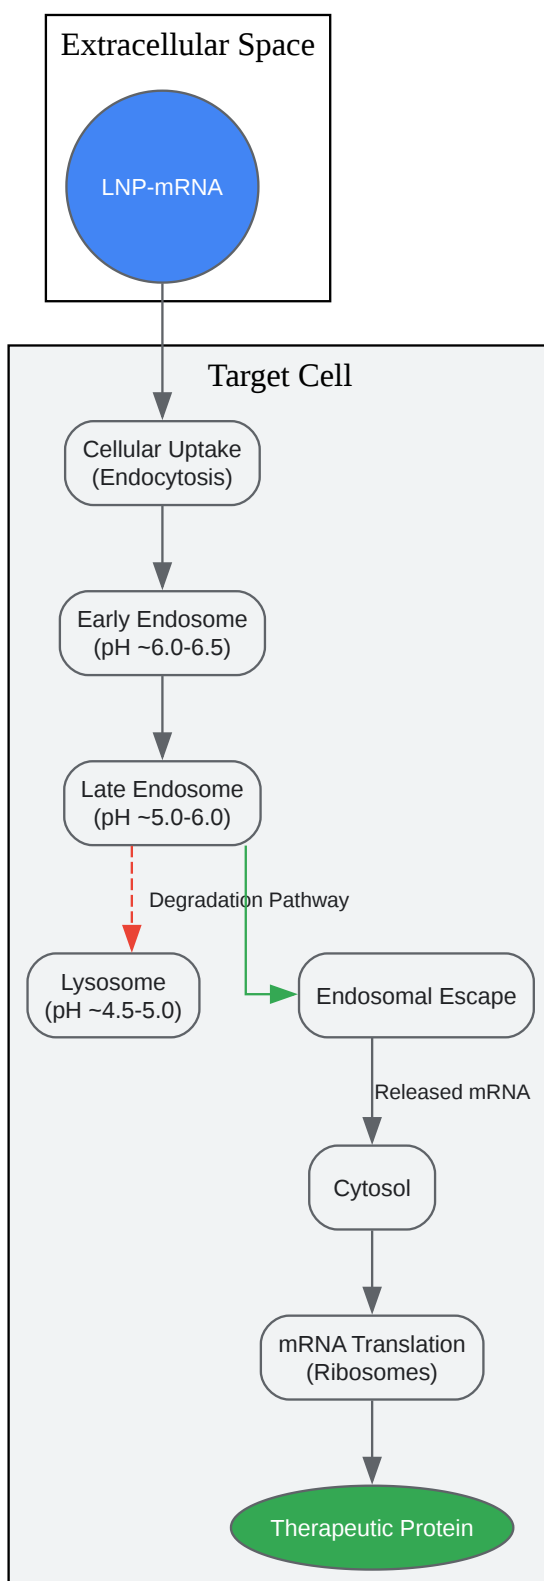 Extracellular Space
LNP-mRNA
Target Cell
Cellular Uptake
(Endocytosis)
Early Endosome
(pH ~6.0-6.5)
Late Endosome
(pH ~5.0-6.0)
Degradation Pathway
Lysosome
(pH ~4.5-5.0)
Endosomal Escape
Released mRNA
Cytosol
mRNA Translation
(Ribosomes)
Therapeutic Protein